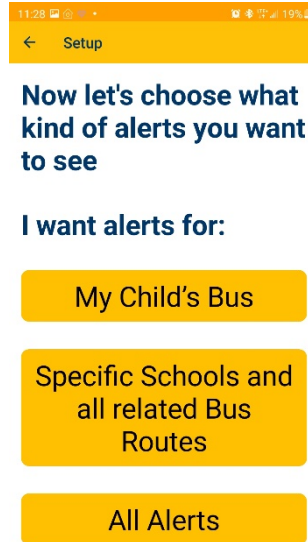 11:28 19%
Setup
Now let's choose what
kind of alerts you want
to see
I want alerts for:
My Child's Bus
Specific Schools and
all related Bus
Routes
All Alerts